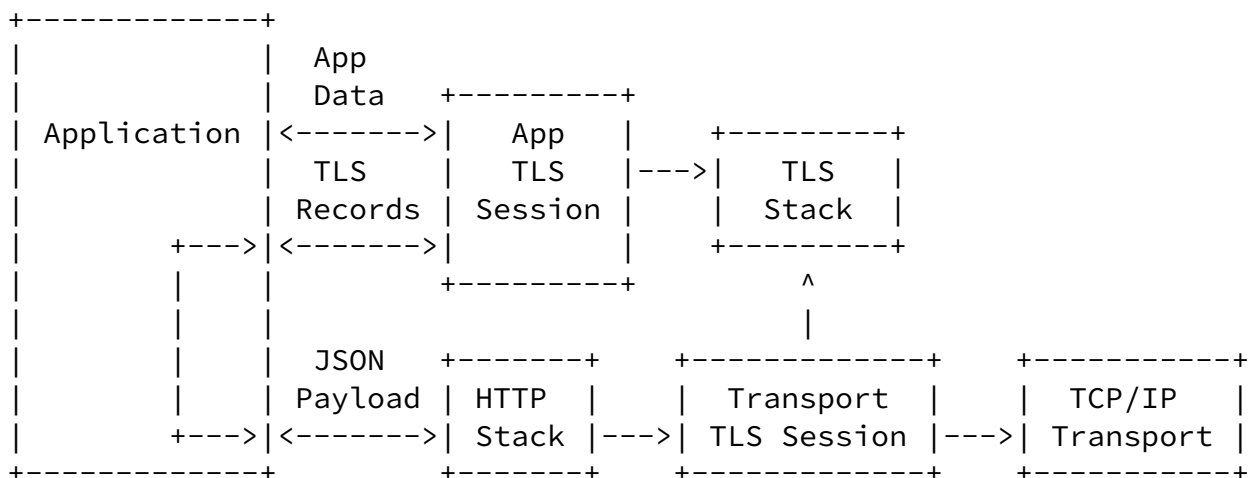 App
Data
Application
App
TLS
Session
TLS
Records
TLS
Stack
JSON
Payload
HTTP
Stack
Transport
TLS Session
TCP/IP
Transport